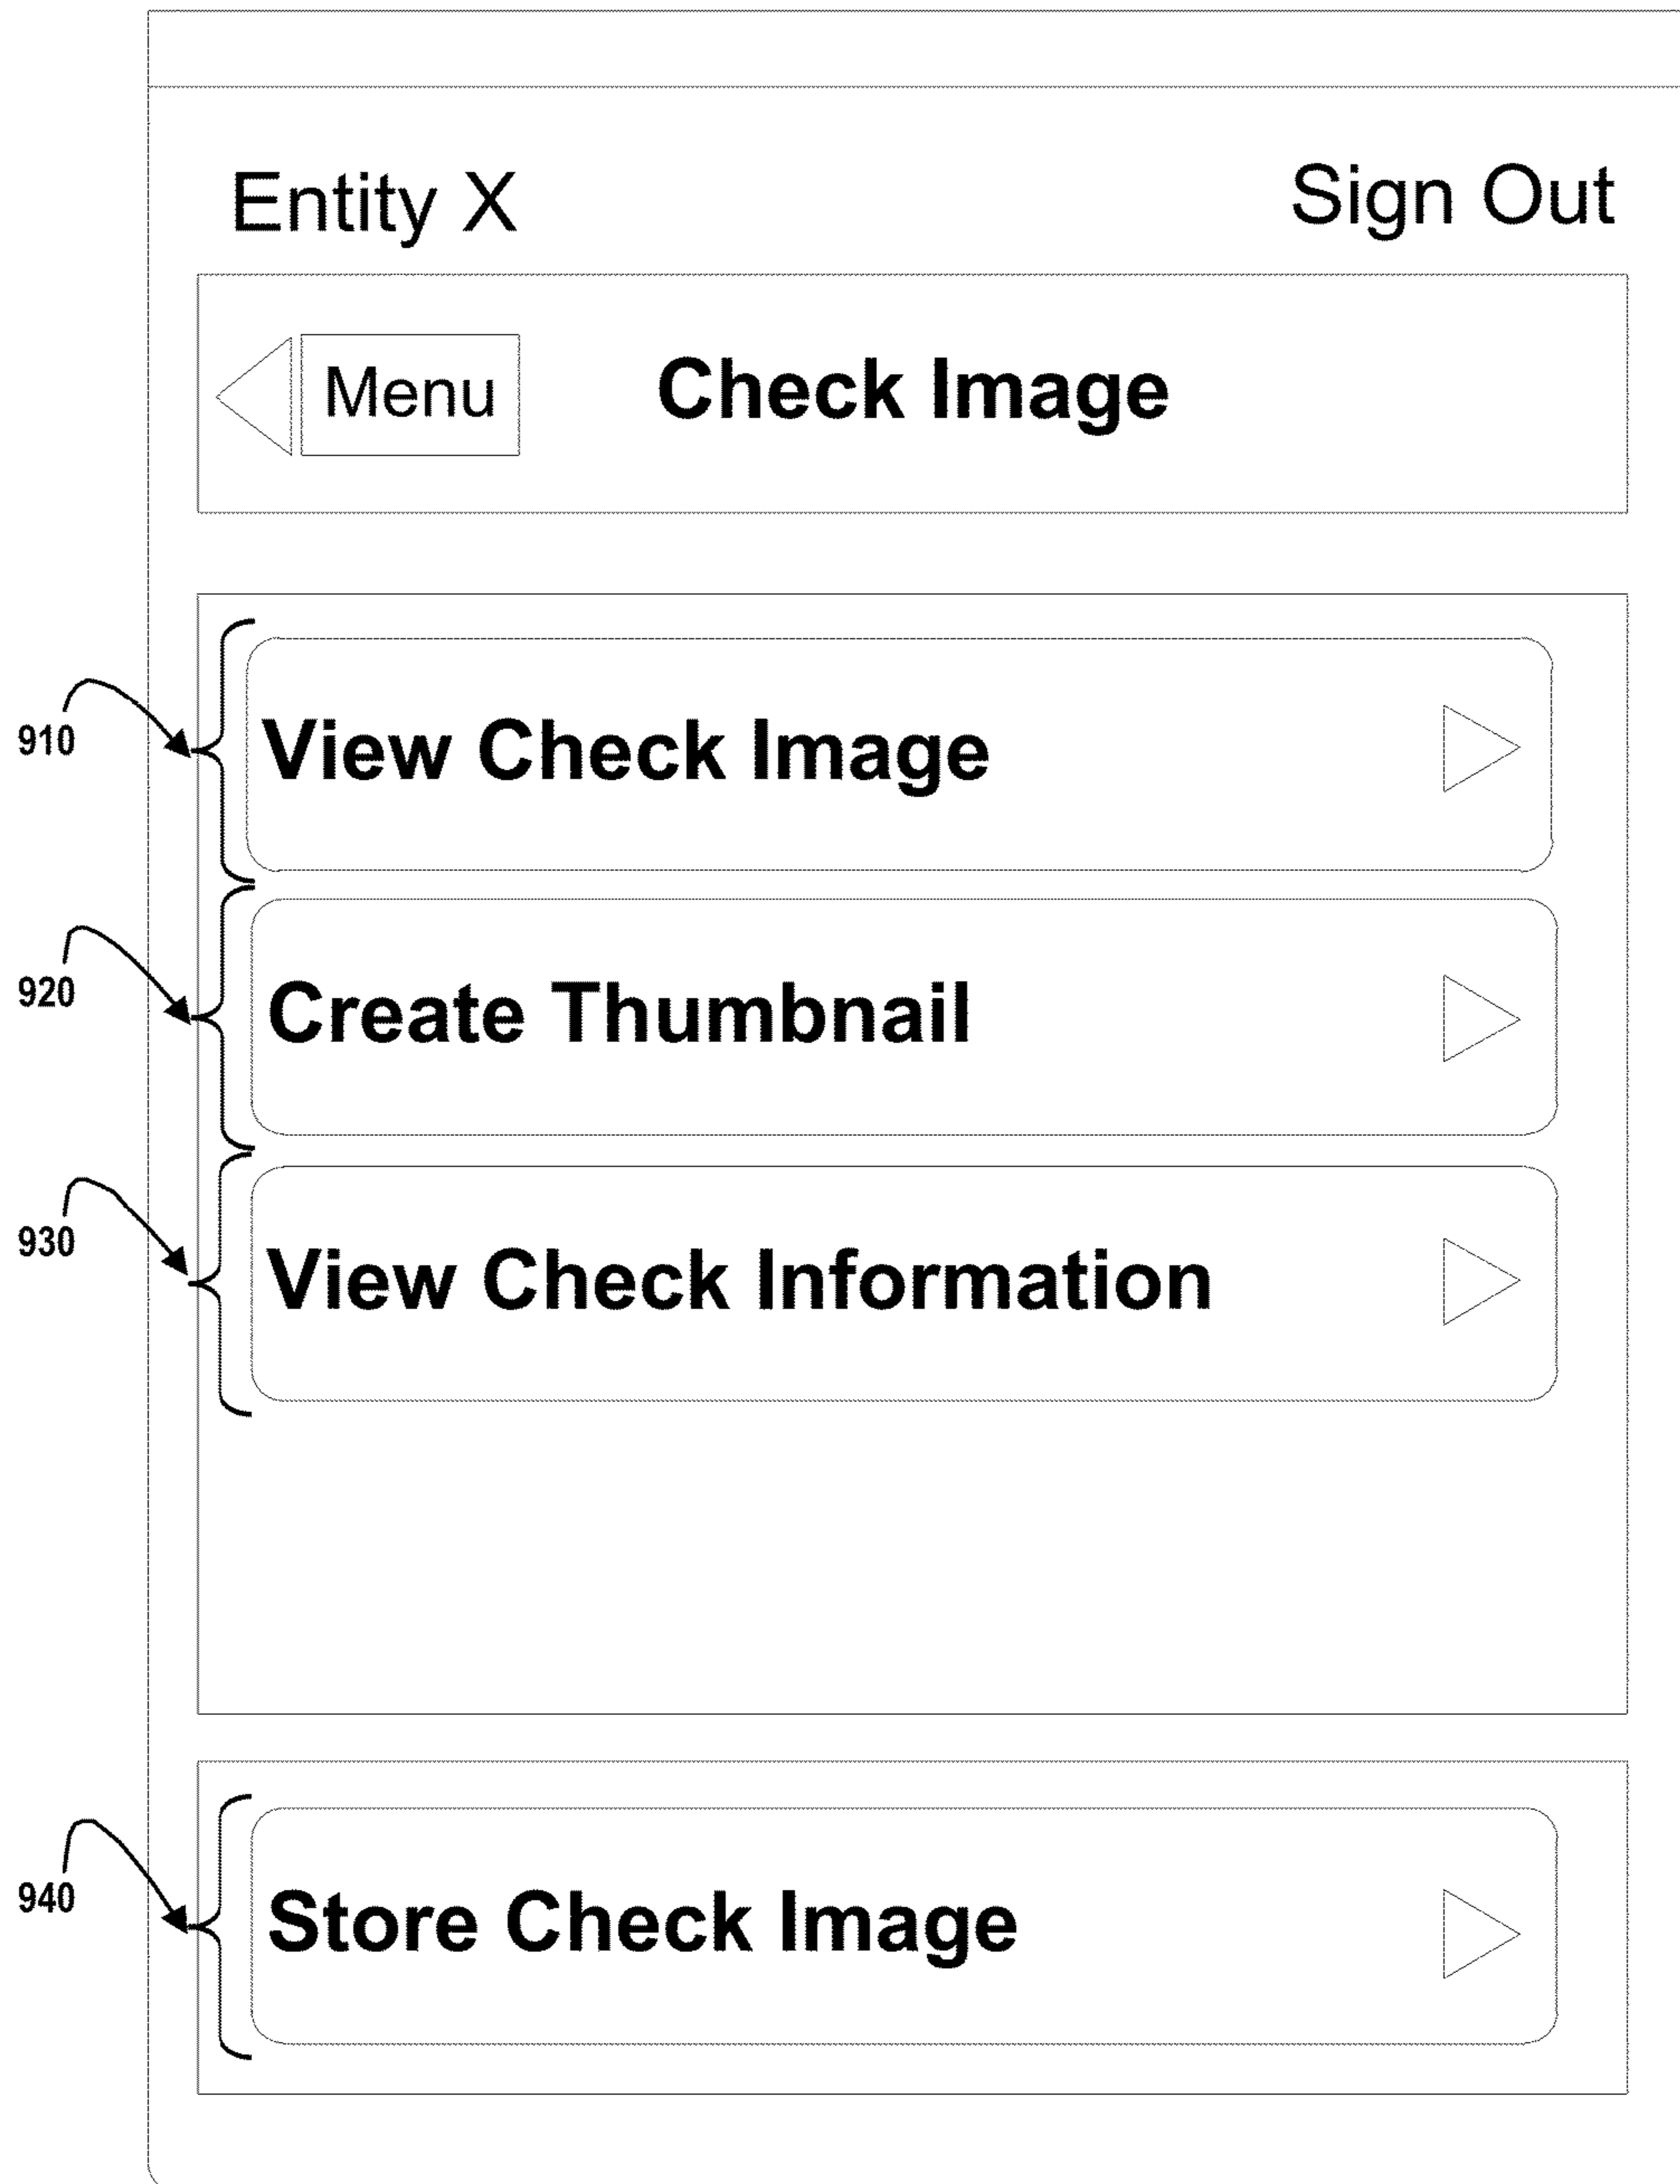 Entity X Sign Out
Menu Check Image
910 View Check Image
920 Create Thumbnail
930 View Check Information
940 Store Check Image